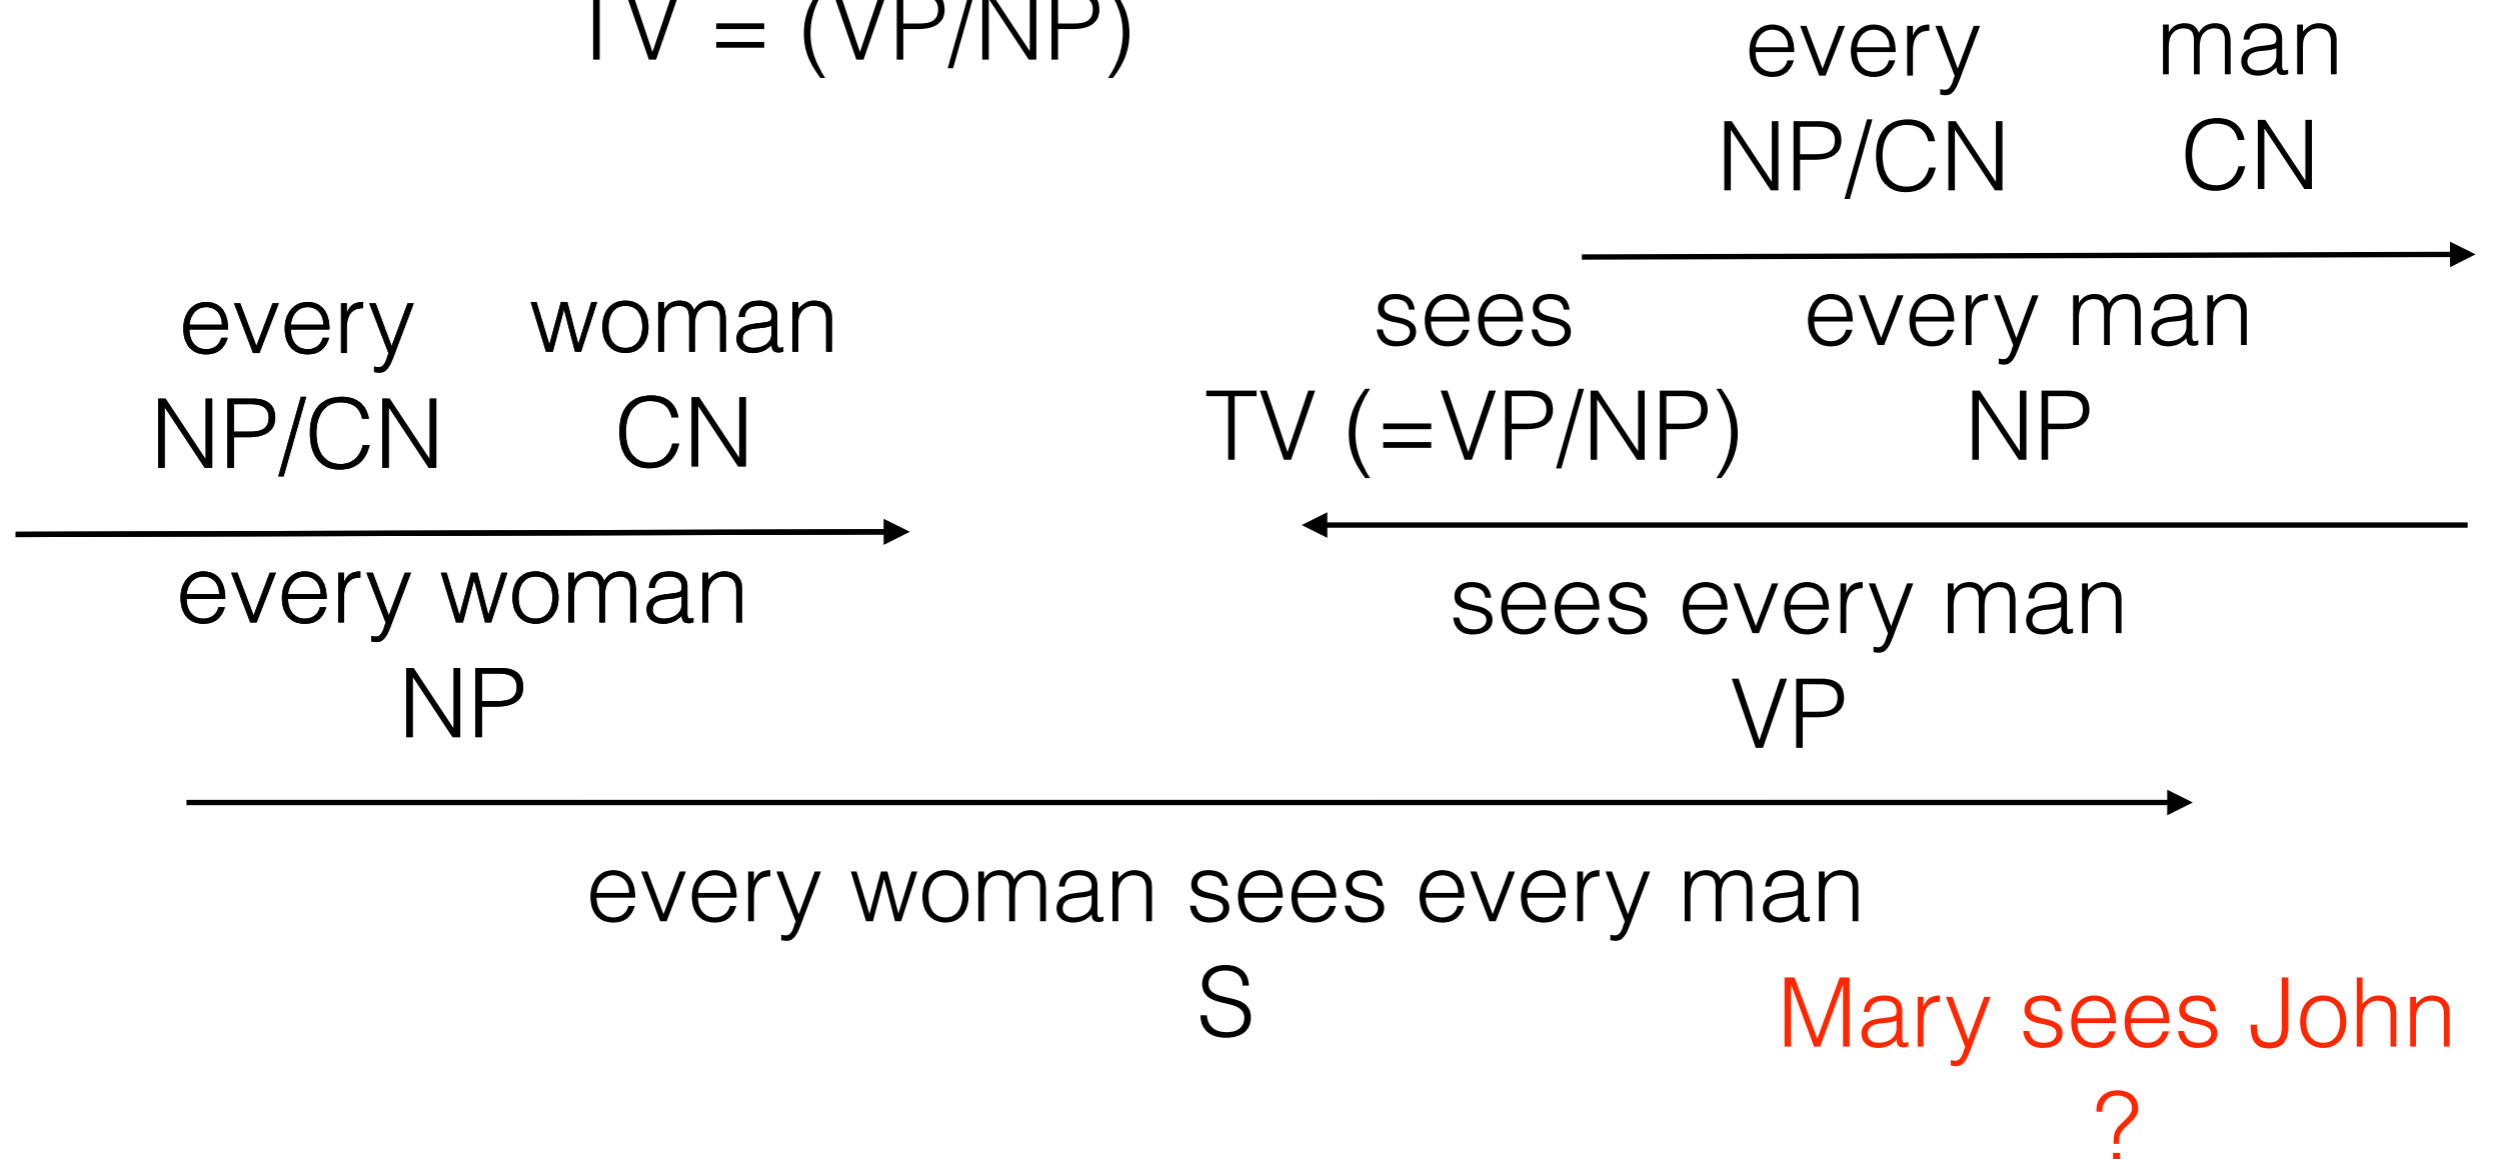 TV = (VP/NP)
every man
NP/CN CN
every woman
NP/CN CN
sees every man
TV (=VP/NP) NP
every woman
NP
sees every man
VP
every woman sees every man
S
Mary sees John
?